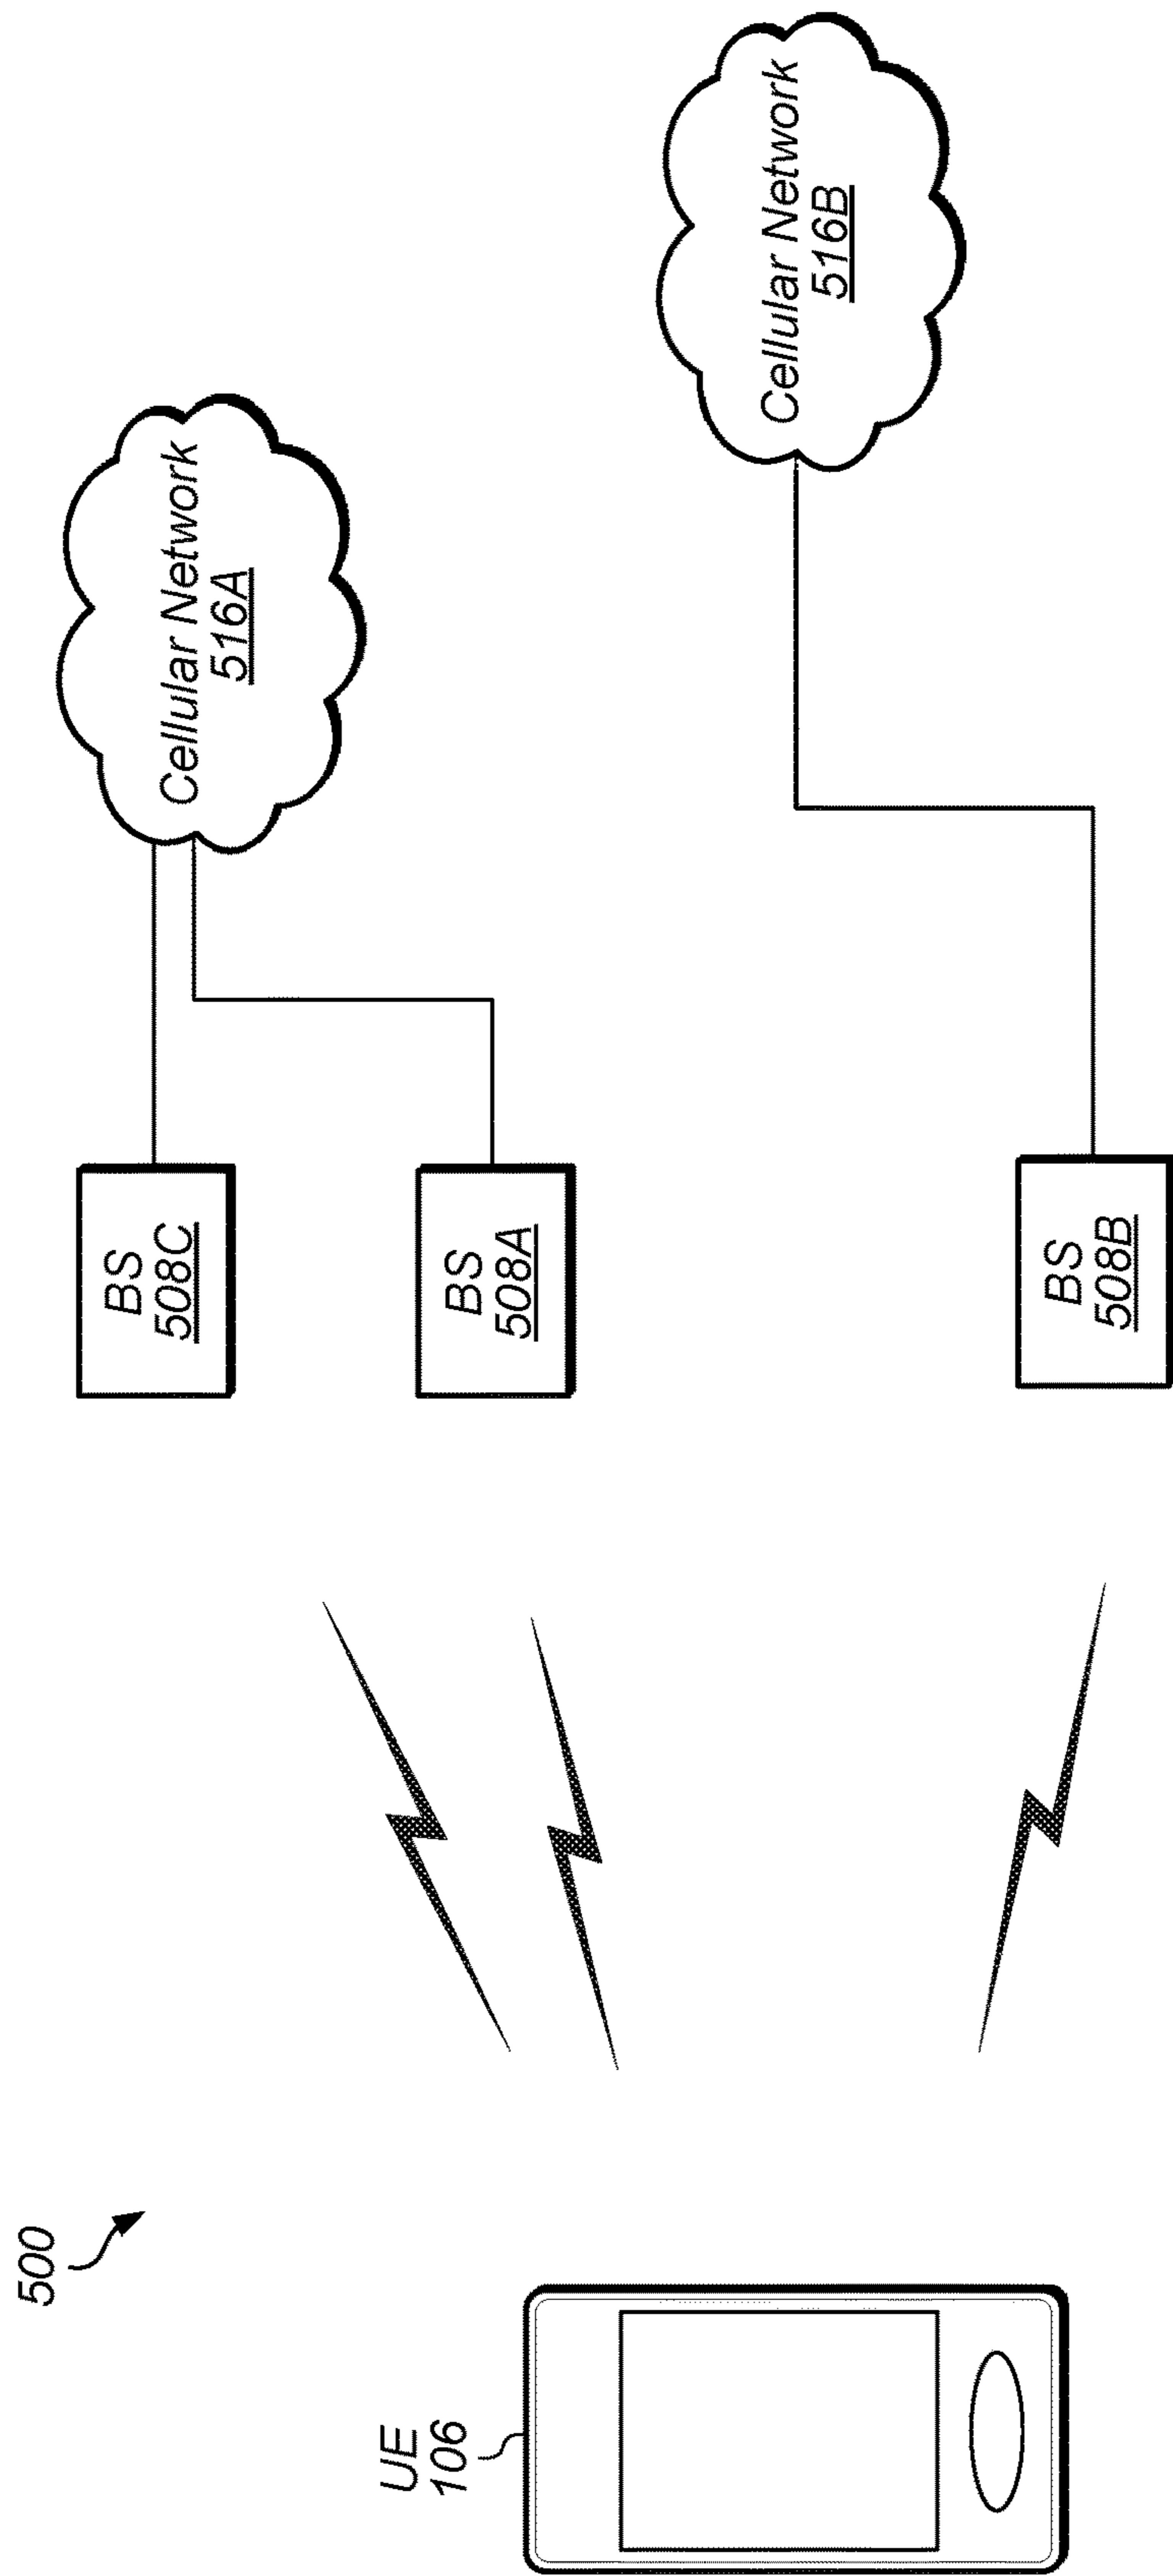 500
UE
106
BS
508C
BS
508A
BS
508B
Cellular Network
516A
Cellular Network
516B